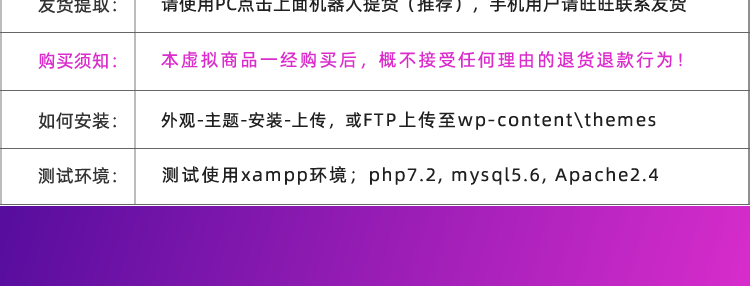 发货提取： 请使用PC点击上面机器人提货（推荐），手机用户请旺旺联系发货
购买须知： 本虚拟商品一经购买后，概不接受任何理由的退货退款行为！
如何安装： 外观-主题-安装-上传，或FTP上传至wp-content\themes
测试环境： 测试使用xampp环境；php7.2, mysql5.6, Apache2.4